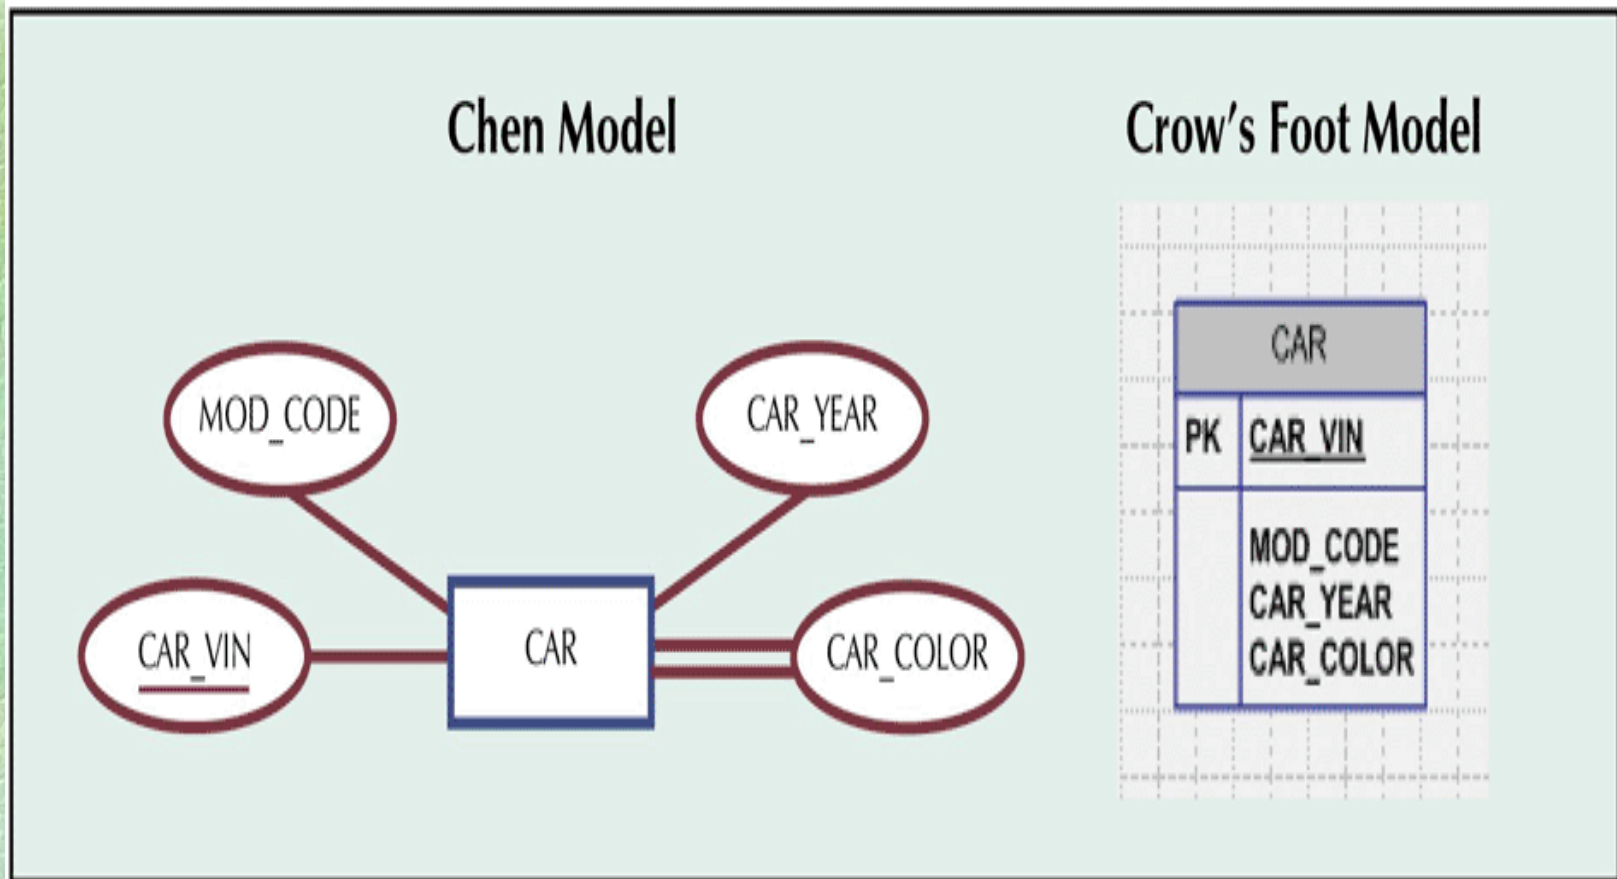 Chen Model
Crow's Foot Model
MOD_CODE
CAR_YEAR
CAR_VIN
CAR
CAR_COLOR
CAR
PK CAR_VIN
MOD_CODE
CAR_YEAR
CAR_COLOR